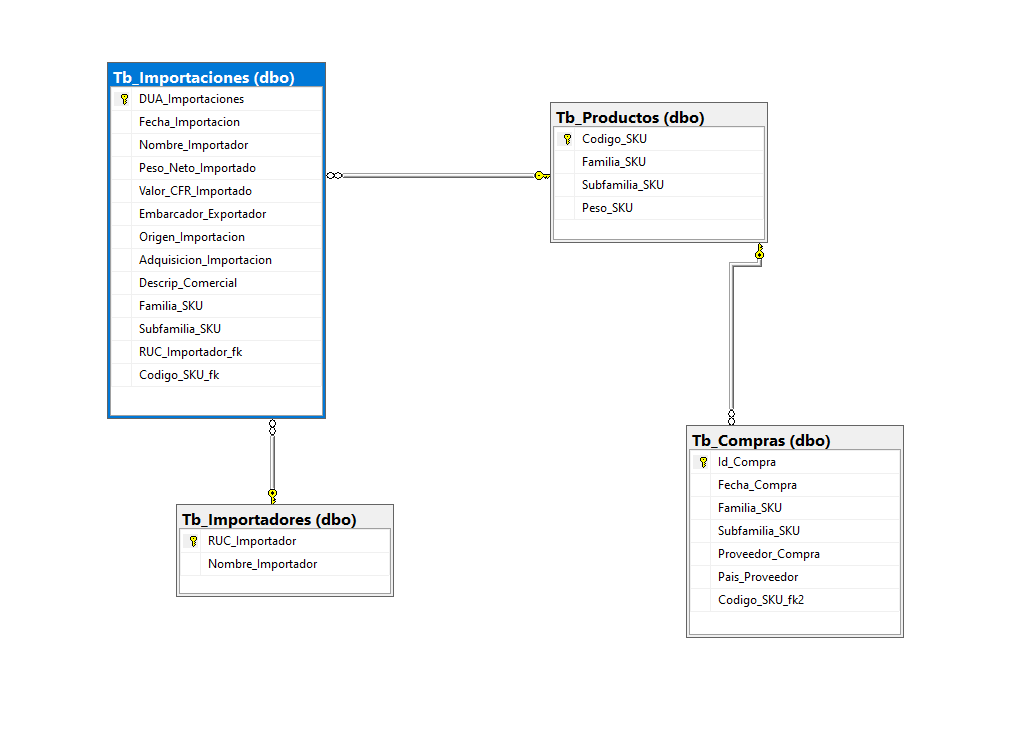 Tb_Importaciones (dbo)
DUA_Importaciones
Fecha_Importacion
Nombre_Importador
Peso_Neto_Importado
Valor_CFR_Importado
Embarcador_Exportador
Origen_Importacion
Adquisicion_Importacion
Descrip_Comercial
Familia_SKU
Subfamilia_SKU
RUC_Importador_fk
Codigo_SKU_fk
Tb_Productos (dbo)
Codigo_SKU
Familia_SKU
Subfamilia_SKU
Peso_SKU
Tb_Importadores (dbo)
RUC_Importador
Nombre_Importador
Tb_Compras (dbo)
Id_Compra
Fecha_Compra
Familia_SKU
Subfamilia_SKU
Proveedor_Compra
Pais_Proveedor
Codigo_SKU_fk2